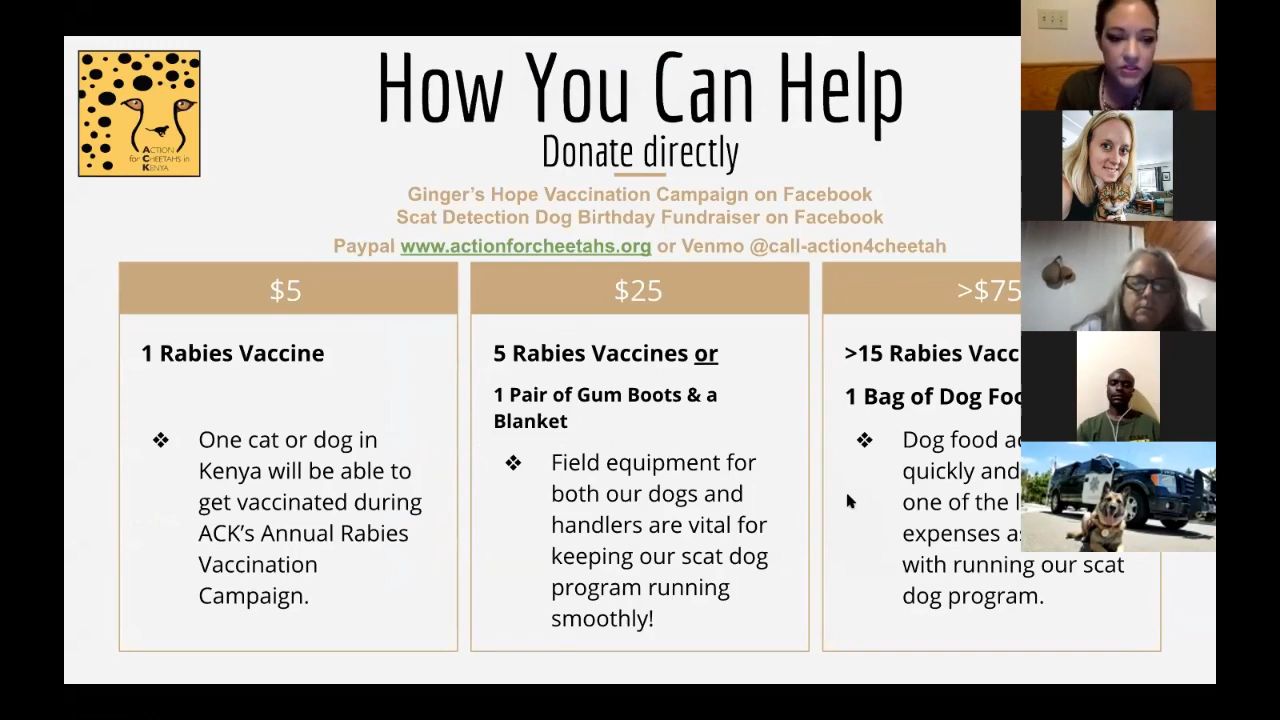 ACTION
for CHEETAHS in
KENYA
How You Can Help
Donate directly
Ginger's Hope Vaccination Campaign on Facebook
Scat Detection Dog Birthday Fundraiser on Facebook
Paypal www.actionforcheetahs.org or Venmo @call-action4cheetah
$5
1 Rabies Vaccine
❖ One cat or dog in
Kenya will be able to
get vaccinated during
ACK's Annual Rabies
Vaccination
Campaign.
$25
5 Rabies Vaccines or
1 Pair of Gum Boots & a
Blanket
❖ Field equipment for
both our dogs and
handlers are vital for
keeping our scat dog
program running
smoothly!
>$75
>15 Rabies Vacc
1 Bag of Dog Foo
❖ Dog food a
quickly and
one of the
expenses a
with running our scat
dog program.